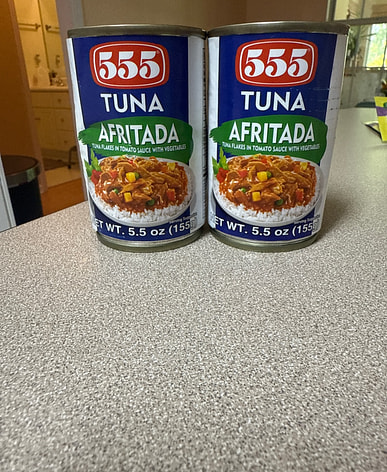 555
TUNA
AFRITADA
TUNA FLAKES IN TOMATO SAUCE WITH VEGETABLES
ET WT. 5.5 oz (155
555
TUNA
AFRITADA
TUNA FLAKES IN TOMATO SAUCE WITH VEGETABLES
ET WT. 5.5 oz (155